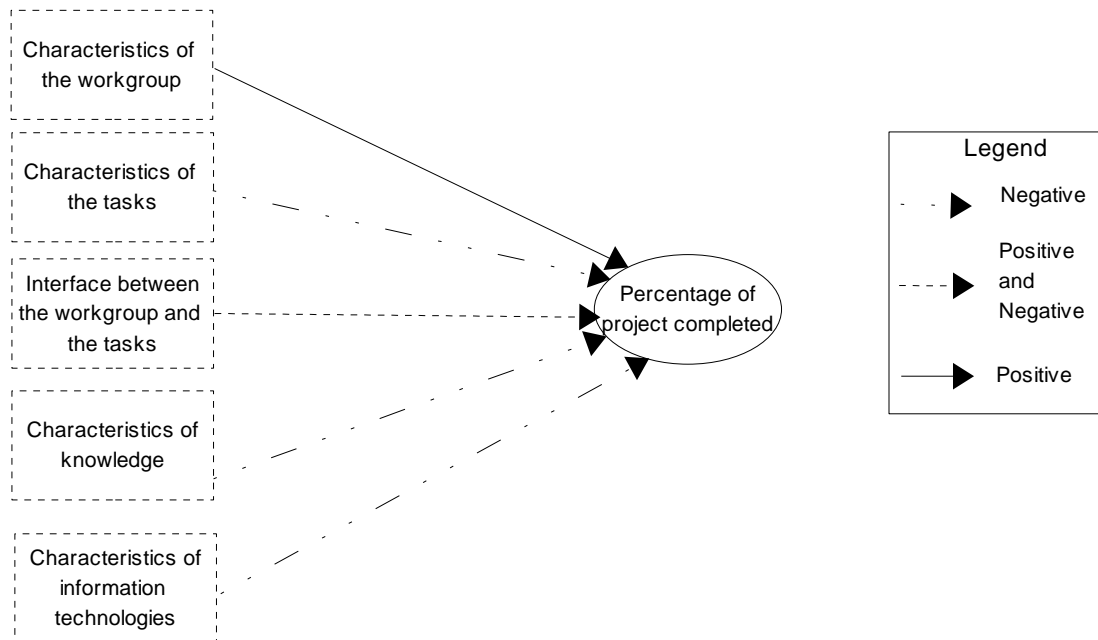 Characteristics of
the workgroup
Characteristics of
the tasks
Interface between
the workgroup and
the tasks
Characteristics of
knowledge
Characteristics of
information
technologies
Percentage of
project completed
Legend
Negative
Positive
and
Negative
Positive